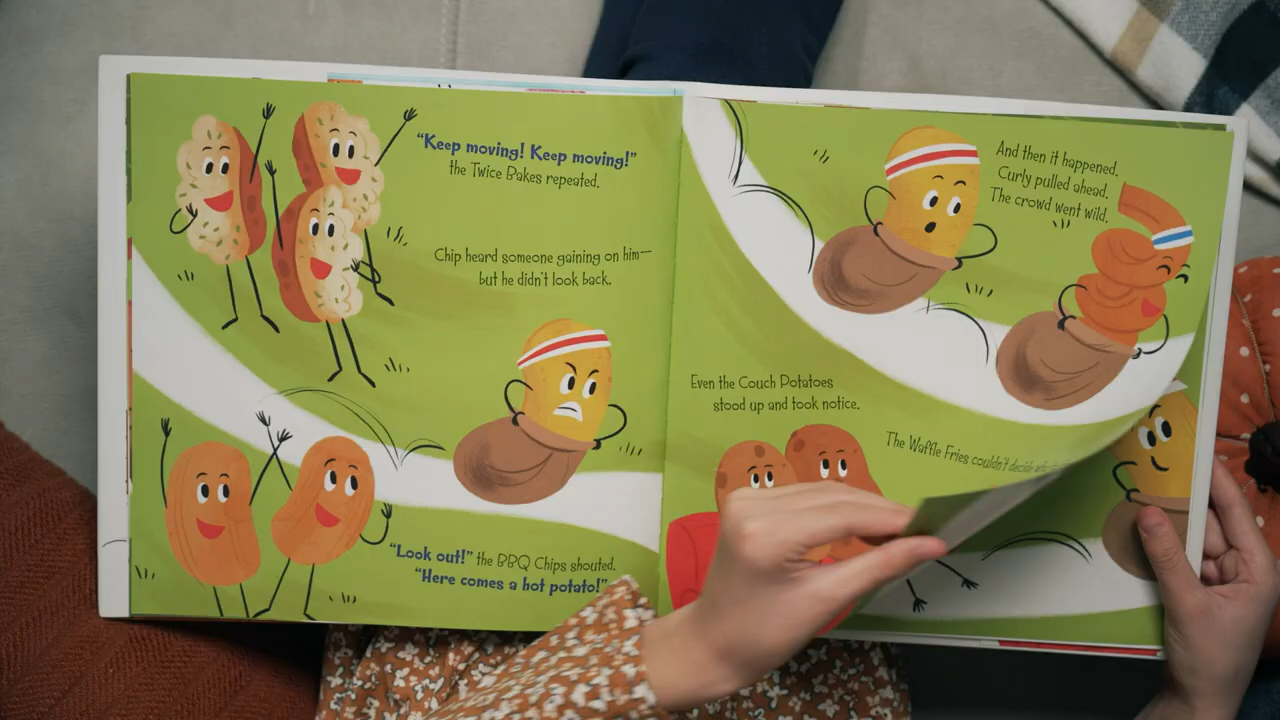 “Keep moving! Keep moving!”
the Twice Bakes repeated.
Chip heard someone gaining on him—
but he didn’t look back.
“Look out!” the BBQ Chips shouted.
“Here comes a hot potato!”
And then it happened.
Curly pulled ahead.
The crowd went wild.
Even the Couch Potatoes
stood up and took notice.
The Waffle Fries couldn’t decide